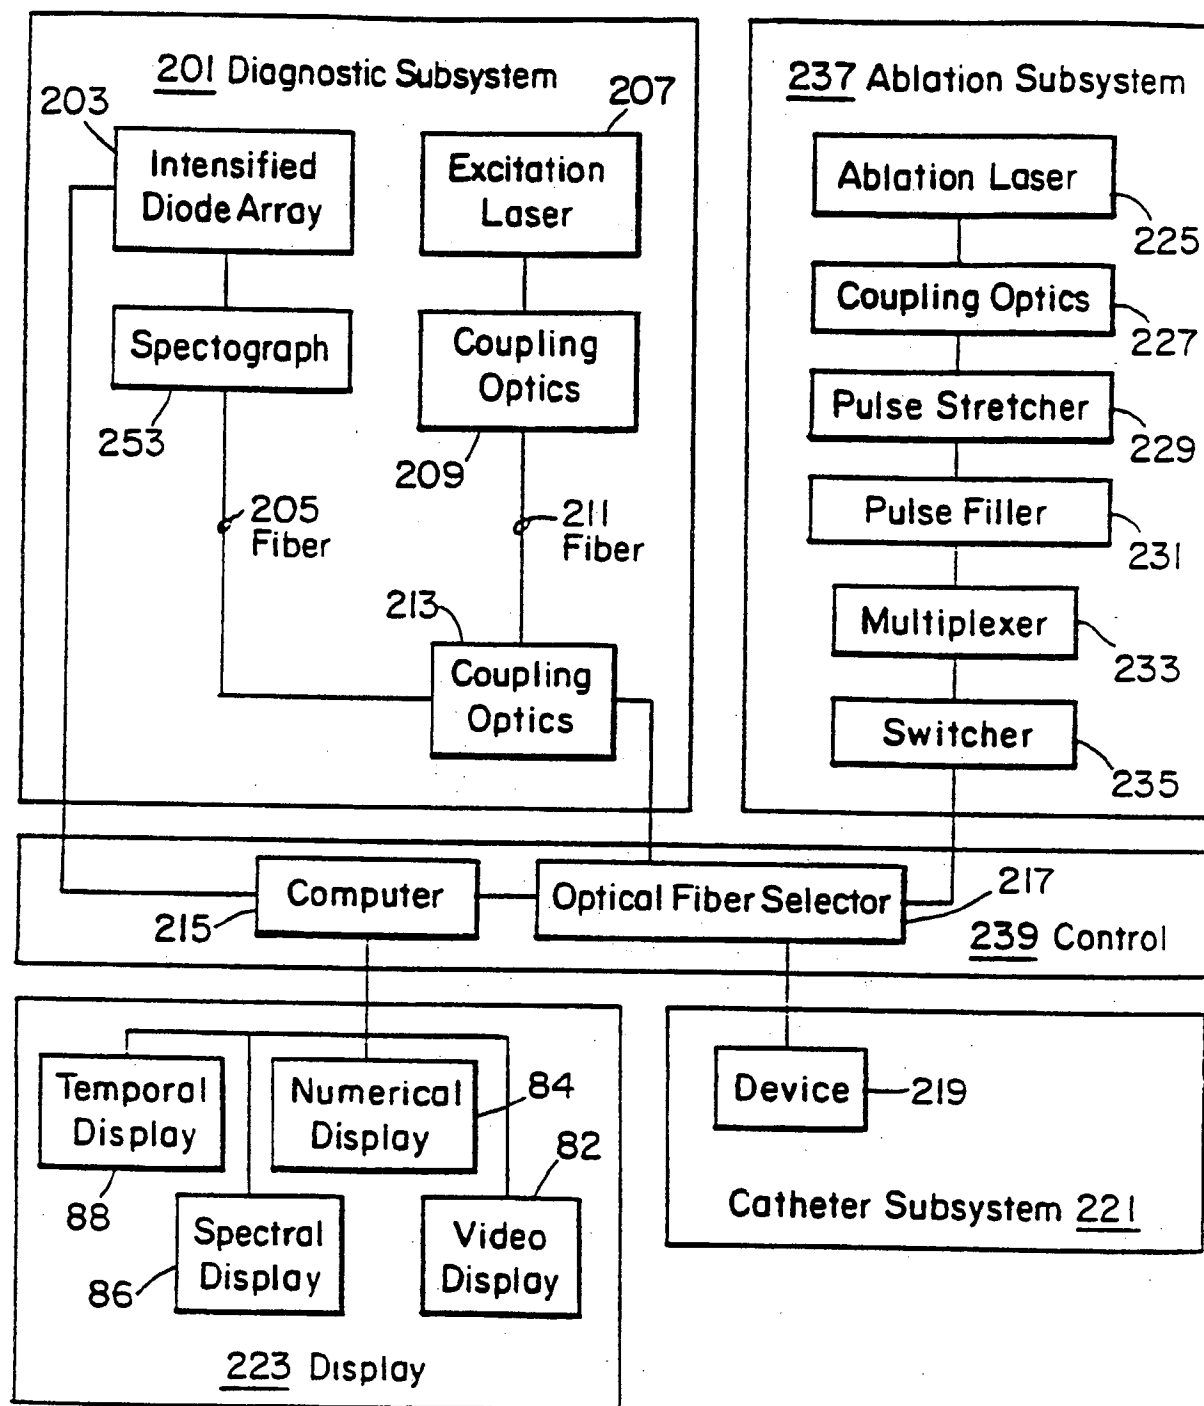 201 Diagnostic Subsystem
203
207
Intensified
Diode Array
Excitation
Laser
Spectograph
253
Coupling
Optics
209
205
Fiber
211
Fiber
213
Coupling
Optics
237 Ablation Subsystem
Ablation Laser
225
Coupling Optics
227
Pulse Stretcher
229
Pulse Filler
231
Multiplexer
233
Switcher
235
Computer
215
Optical Fiber Selector
217
239 Control
Temporal
Display
88
Numerical
Display
84
Spectral
Display
86
Video
Display
82
223 Display
Device
219
Catheter Subsystem 221